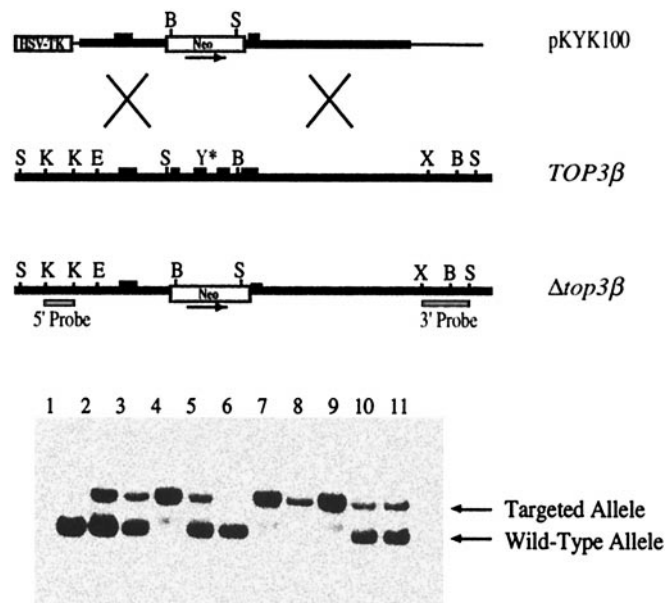 B S
HSV-TK Neo pKYK100
S K K E S Y* B X B S
TOP3β
S K K E B S X B S
Neo Δtop3β
5' Probe 3' Probe
1 2 3 4 5 6 7 8 9 10 11
Targeted Allele
Wild-Type Allele